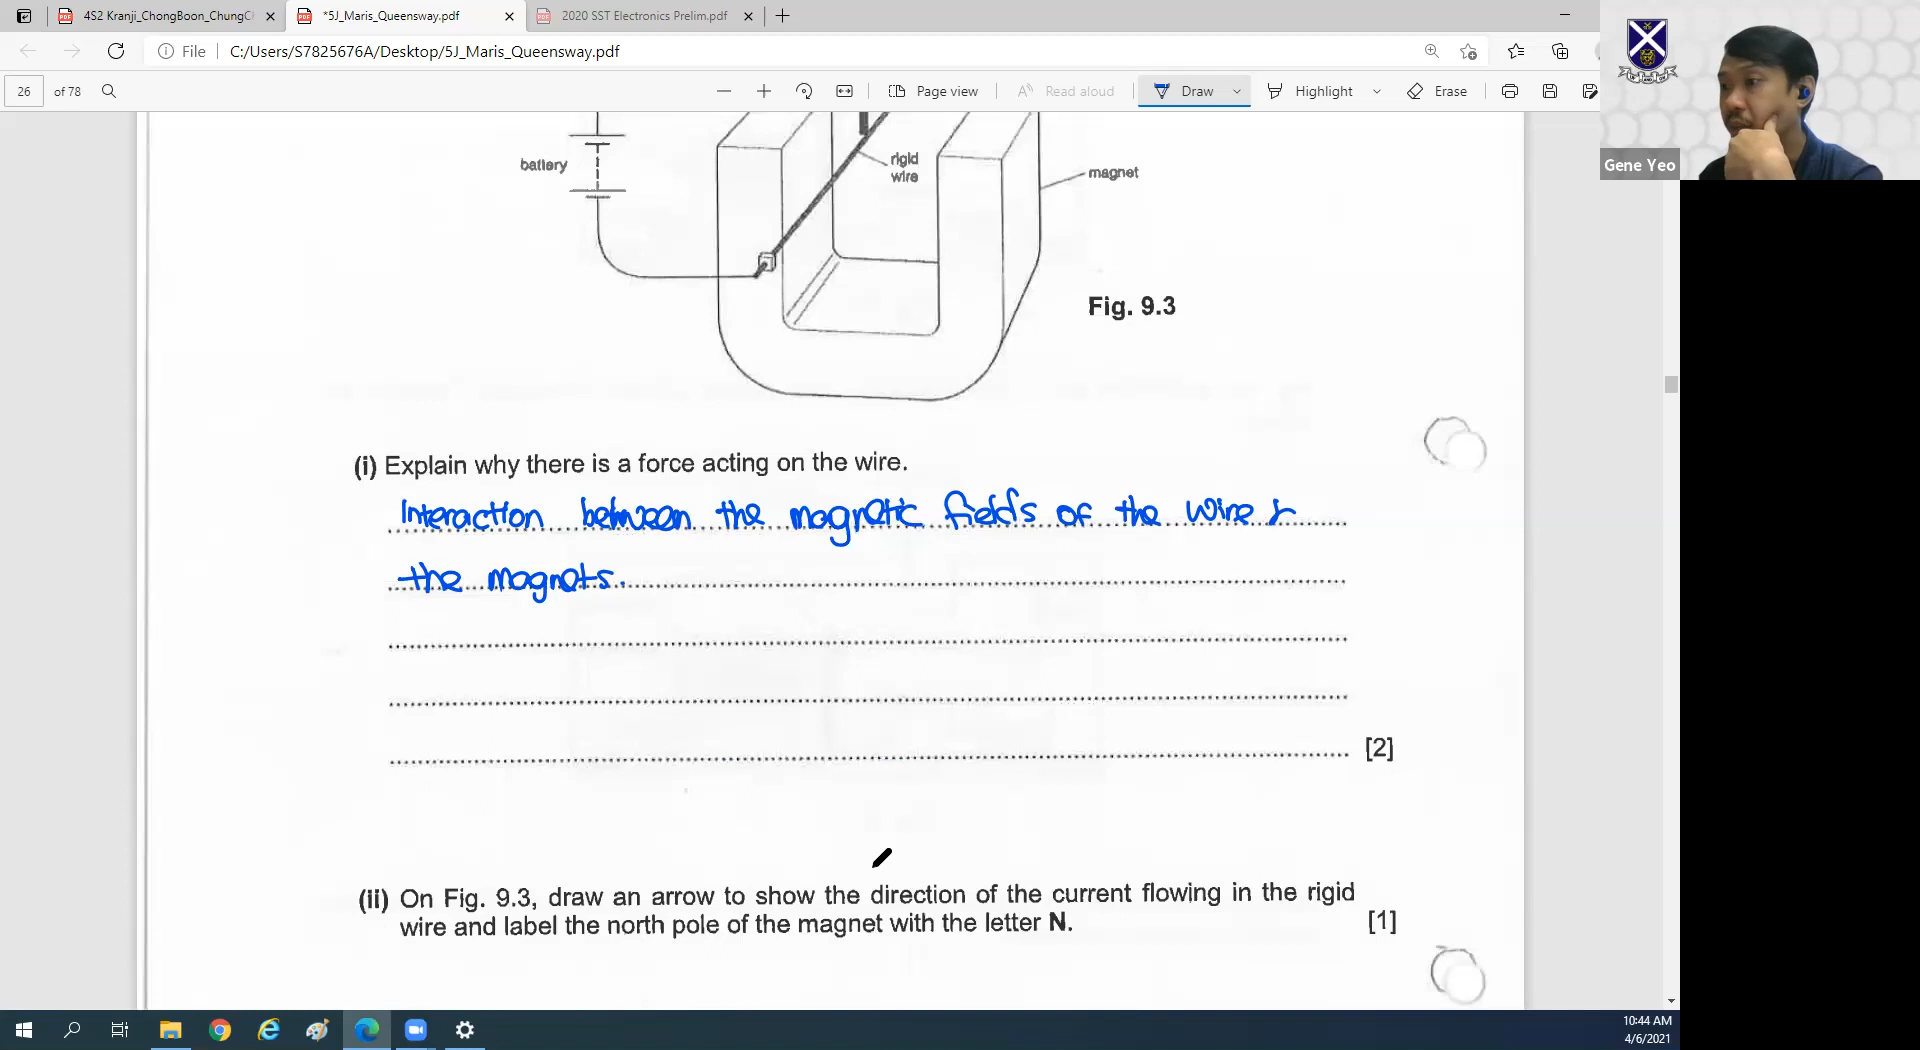 4S2 Kranji_ChongBoon_ChungC
*5J_Maris_Queensway.pdf
2020 SST Electronics Prelim.pdf
File
C:/Users/S7825676A/Desktop/5J_Maris_Queensway.pdf
26 of 78
Page view
Read aloud
Draw
Highlight
Erase
Gene Yeo
battery
rigid
wire
magnet
Fig. 9.3
(i) Explain why there is a force acting on the wire.
Interaction between the magnetic fields of the wire &
the magnets.
[2]
(ii) On Fig. 9.3, draw an arrow to show the direction of the current flowing in the rigid
wire and label the north pole of the magnet with the letter N. [1]
10:44 AM
4/6/2021